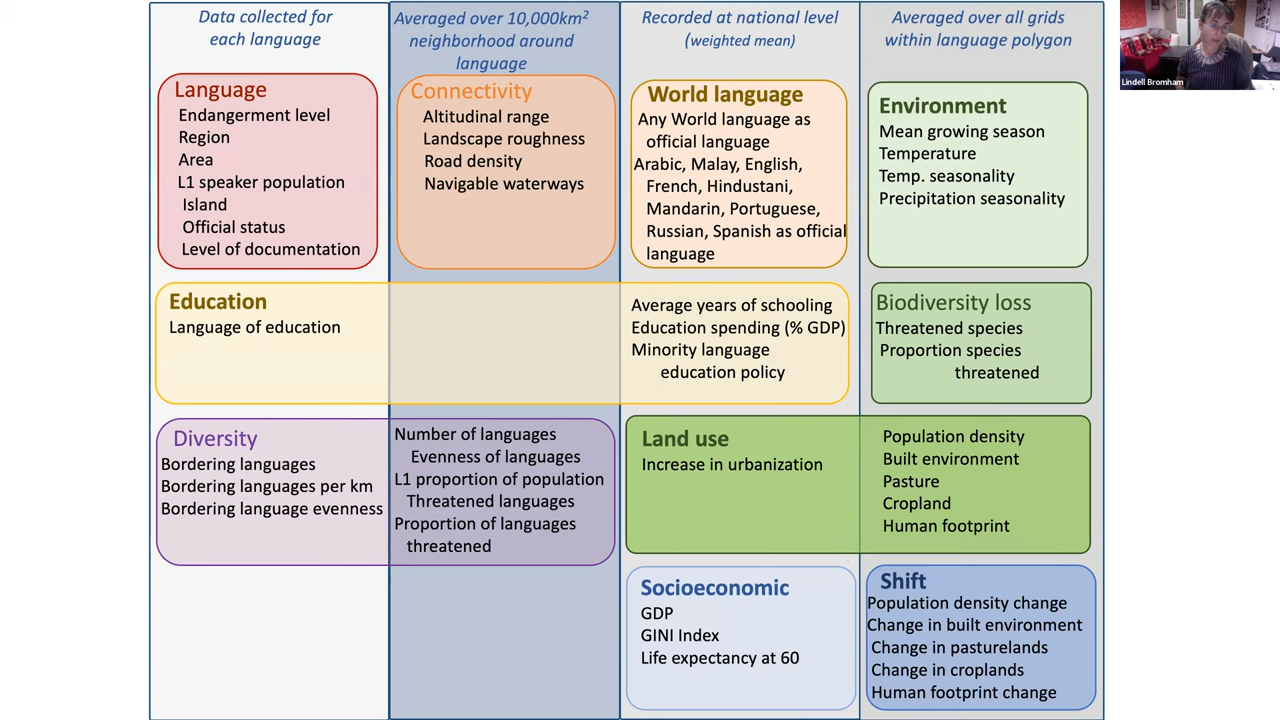 Data collected for
each language
Averaged over 10,000km²
neighborhood around
language
Recorded at national level
(weighted mean)
Averaged over all grids
within language polygon
Language
Endangerment level
Region
Area
L1 speaker population
Island
Official status
Level of documentation
Connectivity
Altitudinal range
Landscape roughness
Road density
Navigable waterways
World language
Any World language as
official language
Arabic, Malay, English,
French, Hindustani,
Mandarin, Portuguese,
Russian, Spanish as official
language
Environment
Mean growing season
Temperature
Temp. seasonality
Precipitation seasonality
Education
Language of education
Average years of schooling
Education spending (% GDP)
Minority language
education policy
Biodiversity loss
Threatened species
Proportion species
threatened
Diversity
Bordering languages
Bordering languages per km
Bordering language evenness
Number of languages
Evenness of languages
L1 proportion of population
Threatened languages
Proportion of languages
threatened
Land use
Increase in urbanization
Population density
Built environment
Pasture
Cropland
Human footprint
Socioeconomic
GDP
GINI Index
Life expectancy at 60
Shift
Population density change
Change in built environment
Change in pasturelands
Change in croplands
Human footprint change
Lindell Bromham